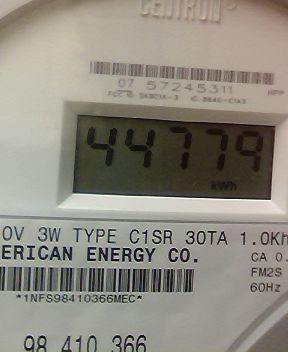 CENTRON
07 57245311
44779
kWh
0V 3W TYPE C1SR 30TA 1.0Kh
ERICAN ENERGY CO.
CA 0.
FM2S
60Hz
*1NFS98410366MEC*
98 410 366